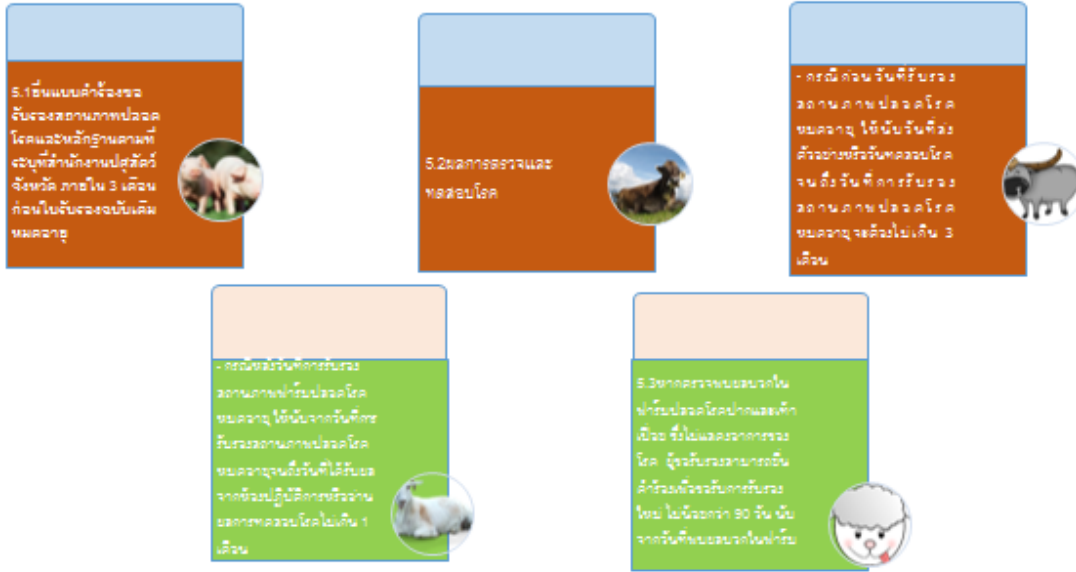 5.1ยื่นแบบคำร้องขอ
รับรองสถานภาพปลอด
โรคและหลักฐานตามที่
ระบุที่สำนักงานปศุสัตว์
จังหวัด ภายใน 3 เดือน
ก่อนใบรับรองฉบับเดิม
หมดอายุ
5.2ผลการตรวจและ
ทดสอบโรค
- กรณีก่อนวันที่รับรอง
สถานภาพปลอดโรค
หมดอายุ ให้นับวันที่ส่ง
ตัวอย่างหรือวันทดสอบโรค
จนถึงวันที่การรับรอง
สถานภาพปลอดโรค
หมดอายุจะต้องไม่เกิน 3
เดือน
- กรณีหลังวันที่การรับรอง
สถานภาพฟาร์มปลอดโรค
หมดอายุ ให้นับจากวันที่การ
รับรองสถานภาพปลอดโรค
หมดอายุจนถึงวันที่ได้รับผล
จากห้องปฏิบัติการหรืออ่าน
ผลการทดสอบโรคไม่เกิน 1
เดือน
5.3หากตรวจพบผลบวกใน
ฟาร์มปลอดโรคปากและเท้า
เปื่อย ซึ่งไม่แสดงอาการของ
โรค ผู้ขอรับรองสามารถยื่น
คำร้องเพื่อขอรับการรับรอง
ใหม่ ไม่น้อยกว่า 90 วัน นับ
จากวันที่พบผลบวกในฟาร์ม